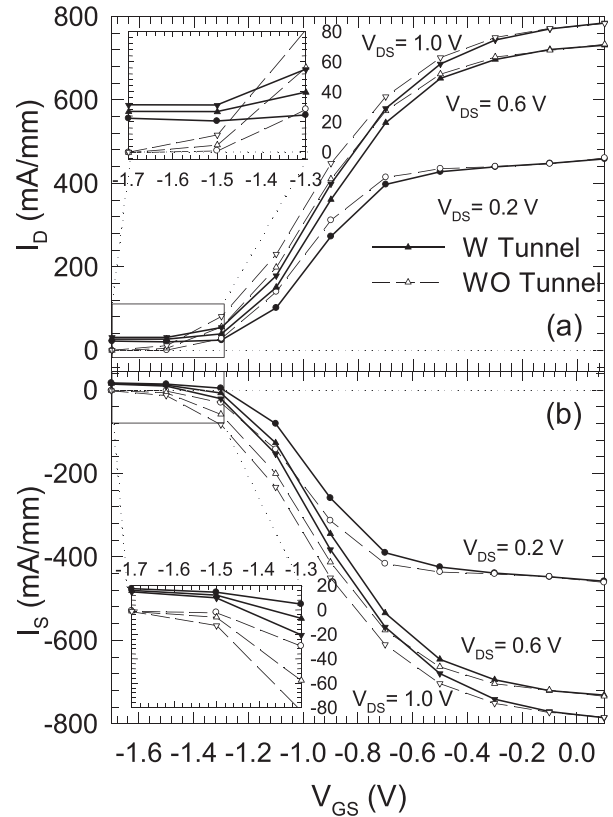 800
600
400
200
0
I_D (mA/mm)
80
60
40
20
0
-1.7 -1.6 -1.5 -1.4 -1.3
V_DS= 1.0 V
V_DS= 0.6 V
V_DS= 0.2 V
W Tunnel
WO Tunnel
(a)
0
-200
-400
-600
-800
I_S (mA/mm)
(b)
V_DS= 0.2 V
V_DS= 0.6 V
V_DS= 1.0 V
-1.7 -1.6 -1.5 -1.4 -1.3
20
0
-20
-40
-60
-80
-1.6 -1.4 -1.2 -1.0 -0.8 -0.6 -0.4 -0.2 0.0
V_GS (V)